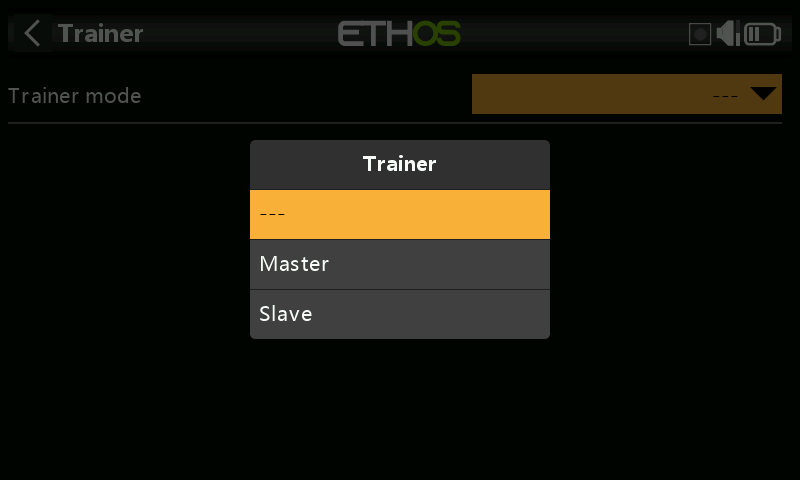 Trainer
ETHOS
Trainer mode
---
Trainer
---
Master
Slave